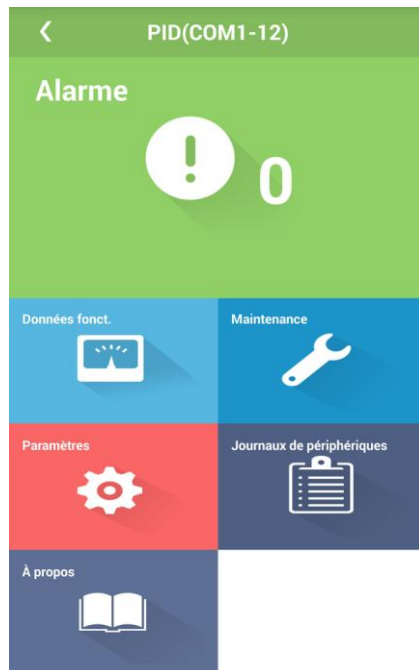 PID(COM1-12)
Alarme
0
Données fonct.
Maintenance
Paramètres
Journaux de périphériques
À propos